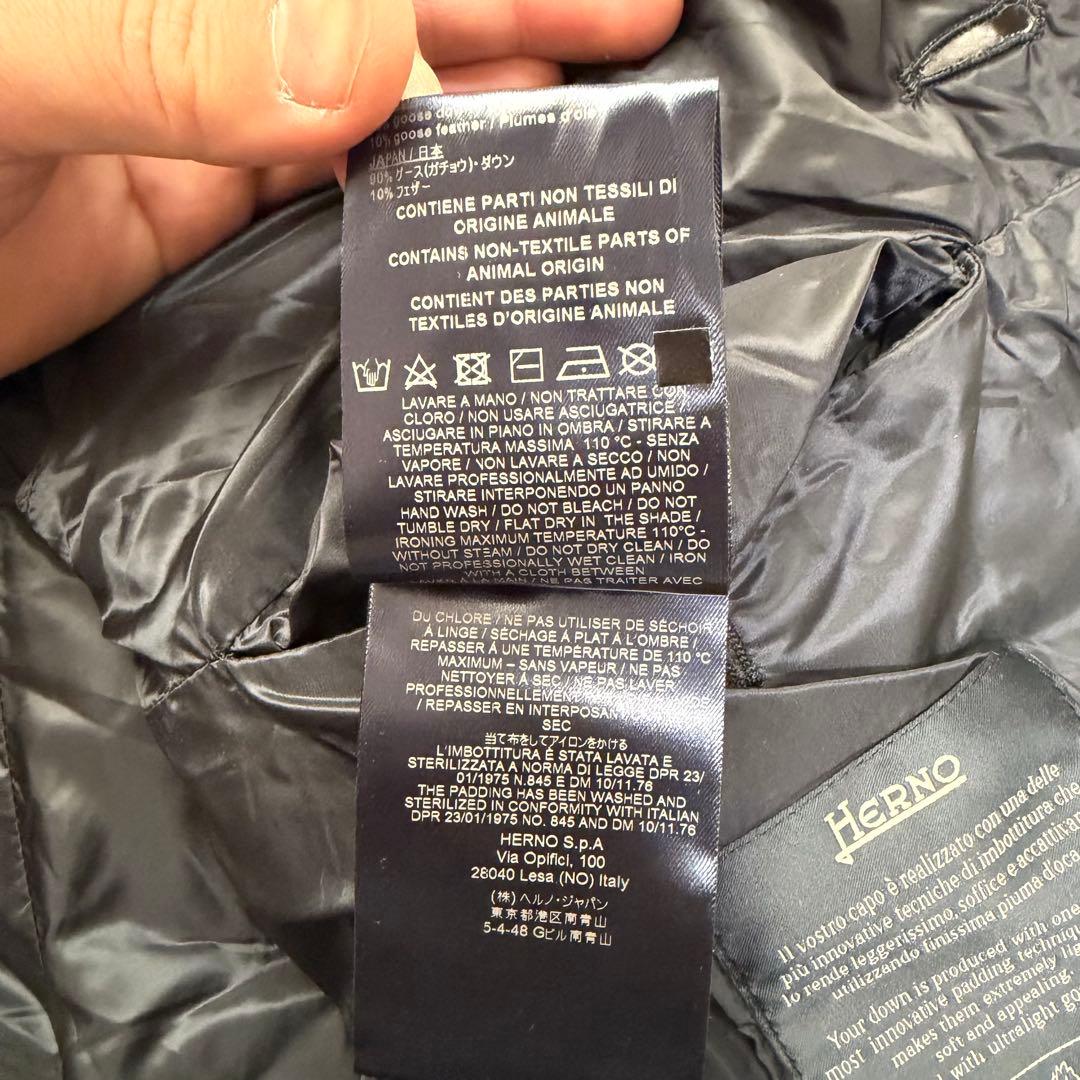 goose
10% goose feather / Plumes d'oie
JAPAN / 日本
90% グース(ガチョウ)・ダウン
10% フェザー
CONTIENE PARTI NON TESSILI DI
ORIGINE ANIMALE
CONTAINS NON-TEXTILE PARTS OF
ANIMAL ORIGIN
CONTIENT DES PARTIES NON
TEXTILES D'ORIGINE ANIMALE
LAVARE A MANO / NON TRATTARE CON
CLORO / NON USARE ASCIUGATRICE /
ASCIUGARE IN PIANO IN OMBRA / STIRARE A
TEMPERATURA MASSIMA 110 °C - SENZA
VAPORE / NON LAVARE A SECCO / NON
LAVARE PROFESSIONALMENTE AD UMIDO /
STIRARE INTERPONENDO UN PANNO
HAND WASH / DO NOT BLEACH / DO NOT
TUMBLE DRY / FLAT DRY IN THE SHADE /
IRONING MAXIMUM TEMPERATURE 110°C -
WITHOUT STEAM / DO NOT DRY CLEAN / DO
NOT PROFESSIONALLY WET CLEAN / IRON
WITH A CLOTH BETWEEN
LAVER À LA MAIN / NE PAS TRAITER AVEC
DU CHLORE / NE PAS UTILISER DE SÉCHOIR
À LINGE / SÉCHAGE À PLAT À L'OMBRE /
REPASSER À UNE TEMPÉRATURE DE 110 °C
MAXIMUM – SANS VAPEUR / NE PAS
NETTOYER À SEC / NE PAS LAVER
PROFESSIONNELLEMENT
/ REPASSER EN INTERPOSANT
SEC
当て布をしてアイロンをかける
L'IMBOTTITURA È STATA LAVATA E
STERILIZZATA A NORMA DI LEGGE DPR 23/
01/1975 N.845 E DM 10/11.76
THE PADDING HAS BEEN WASHED AND
STERILIZED IN CONFORMITY WITH ITALIAN
DPR 23/01/1975 NO. 845 AND DM 10/11.76
HERNO S.p.A
Via Opifici, 100
28040 Lesa (NO) Italy
(株) ヘルノ・ジャパン
東京都港区南青山
5-4-48 Gビル南青山
HERNO
Il vostro capo è realizzato con una delle
più innovative tecniche di imbottitura che
lo rende leggerissimo, soffice e accattivan
utilizzando finissima piuma d'oca
Your down is produced with one
most innovative padding techniqu
makes them extremely lig
soft and appealing.
with ultralight go